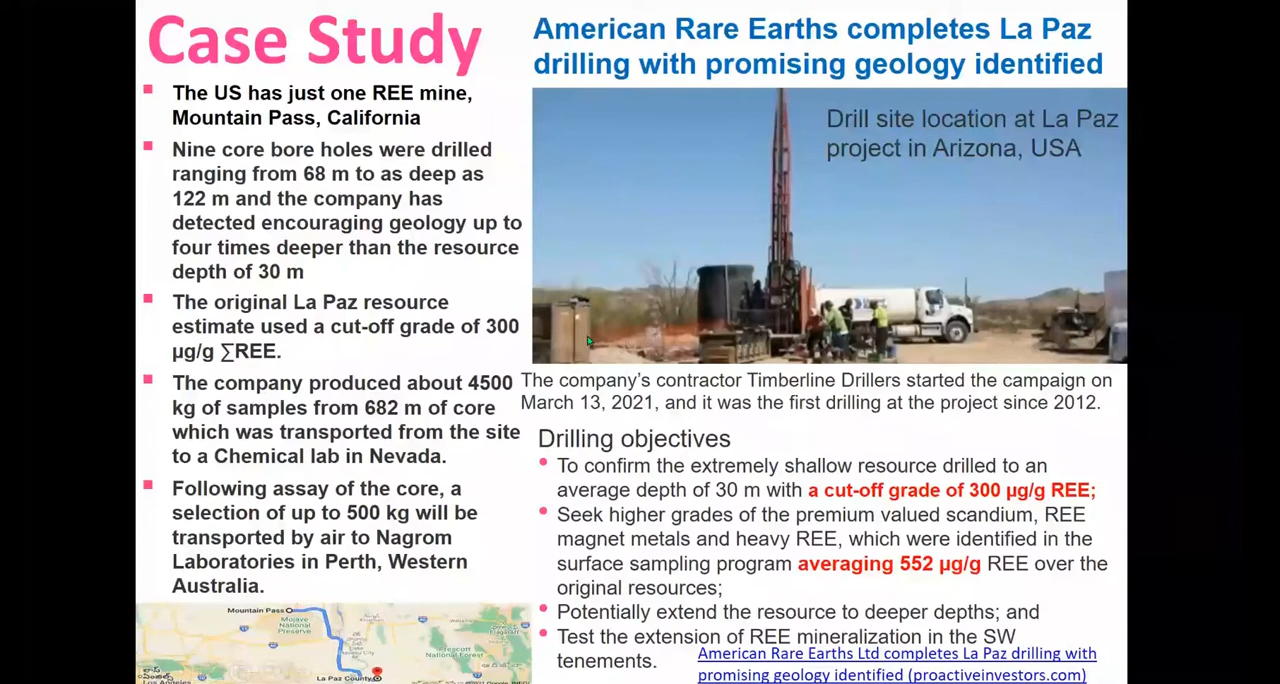 Case Study
The US has just one REE mine,
Mountain Pass, California
Nine core bore holes were drilled
ranging from 68 m to as deep as
122 m and the company has
detected encouraging geology up to
four times deeper than the resource
depth of 30 m
The original La Paz resource
estimate used a cut-off grade of 300
µg/g ∑REE.
The company produced about 4500
kg of samples from 682 m of core
which was transported from the site
to a Chemical lab in Nevada.
Following assay of the core, a
selection of up to 500 kg will be
transported by air to Nagrom
Laboratories in Perth, Western
Australia.
Mountain Pass
Mojave
National
Preserve
Prescott
National Forest
La Paz County
Los Angeles
American Rare Earths completes La Paz
drilling with promising geology identified
Drill site location at La Paz
project in Arizona, USA
The company’s contractor Timberline Drillers started the campaign on
March 13, 2021, and it was the first drilling at the project since 2012.
Drilling objectives
To confirm the extremely shallow resource drilled to an
average depth of 30 m with a cut-off grade of 300 µg/g REE;
Seek higher grades of the premium valued scandium, REE
magnet metals and heavy REE, which were identified in the
surface sampling program averaging 552 µg/g REE over the
original resources;
Potentially extend the resource to deeper depths; and
Test the extension of REE mineralization in the SW
tenements.
American Rare Earths Ltd completes La Paz drilling with
promising geology identified (proactiveinvestors.com)